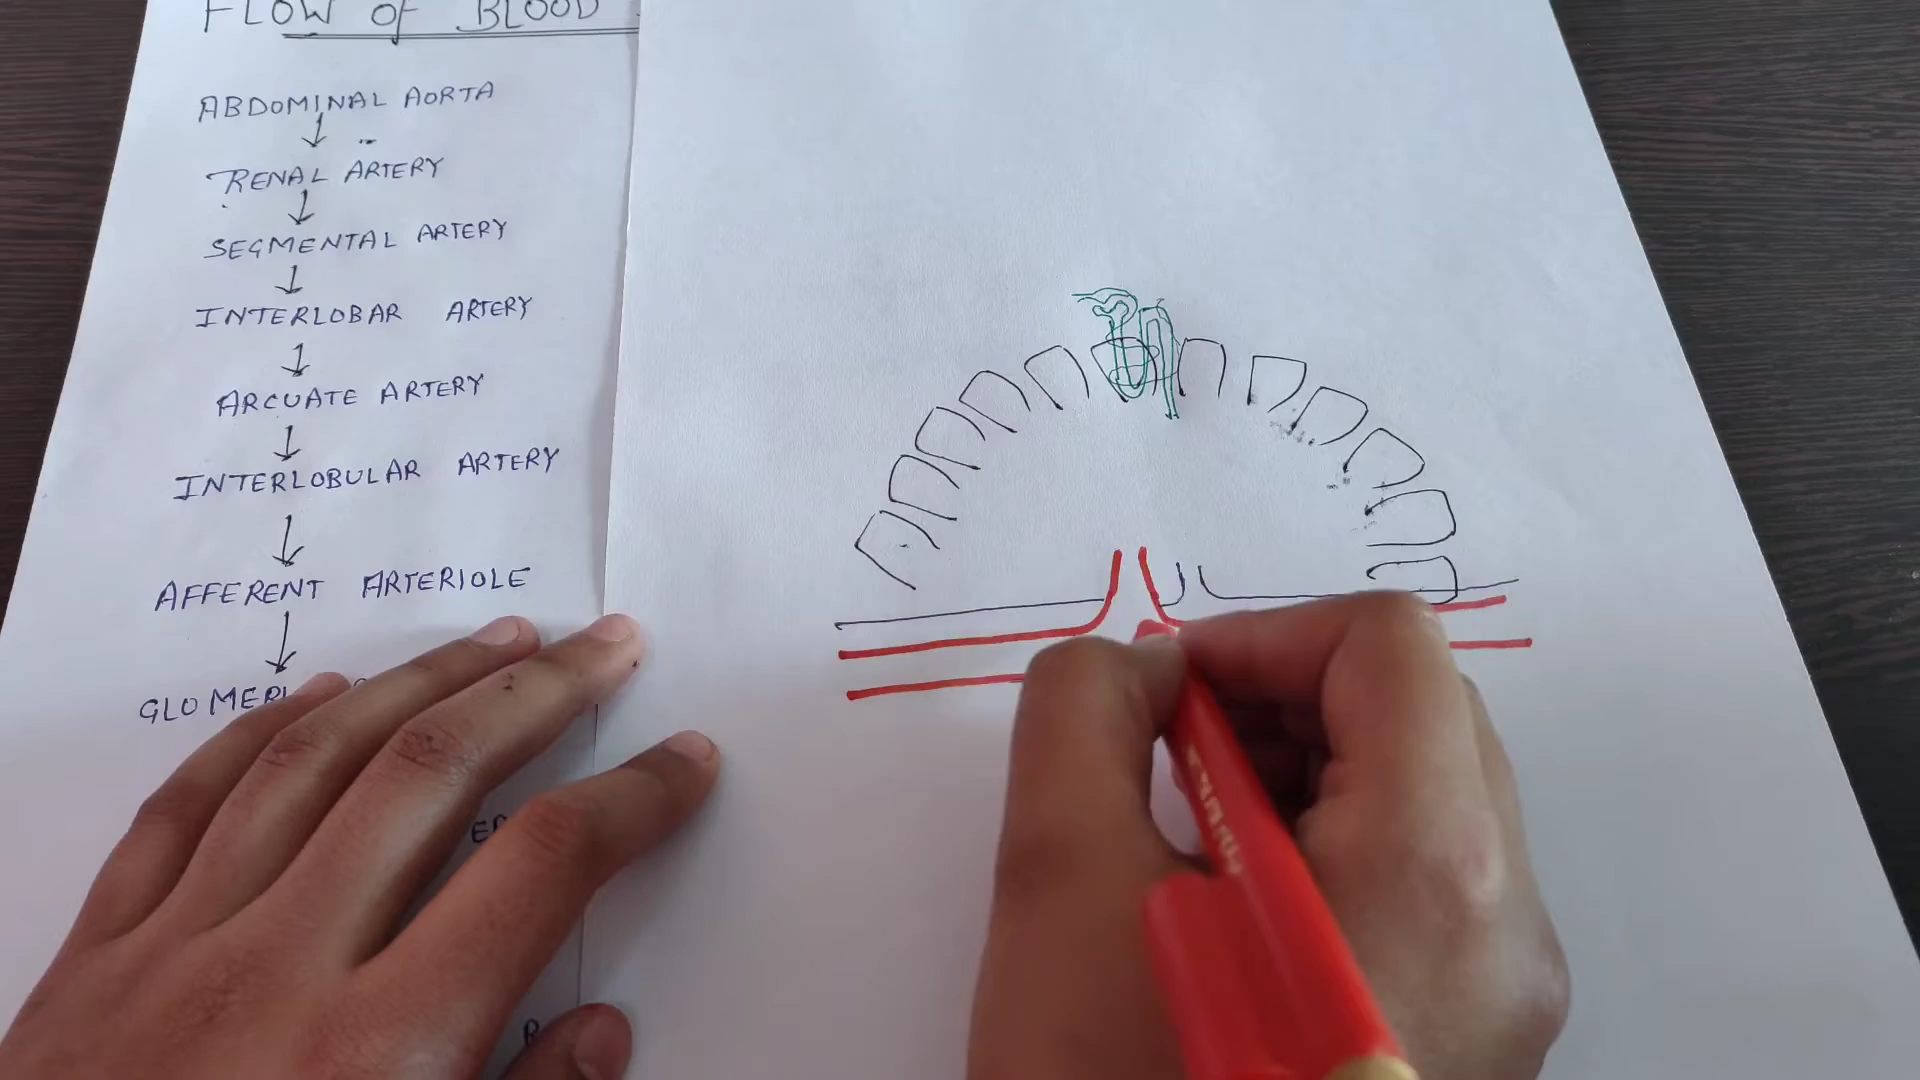 FLOW OF BLOOD
ABDOMINAL AORTA
↓
RENAL ARTERY
↓
SEGMENTAL ARTERY
↓
INTERLOBAR ARTERY
↓
ARCUATE ARTERY
↓
INTERLOBULAR ARTERY
↓
AFFERENT ARTERIOLE
↓